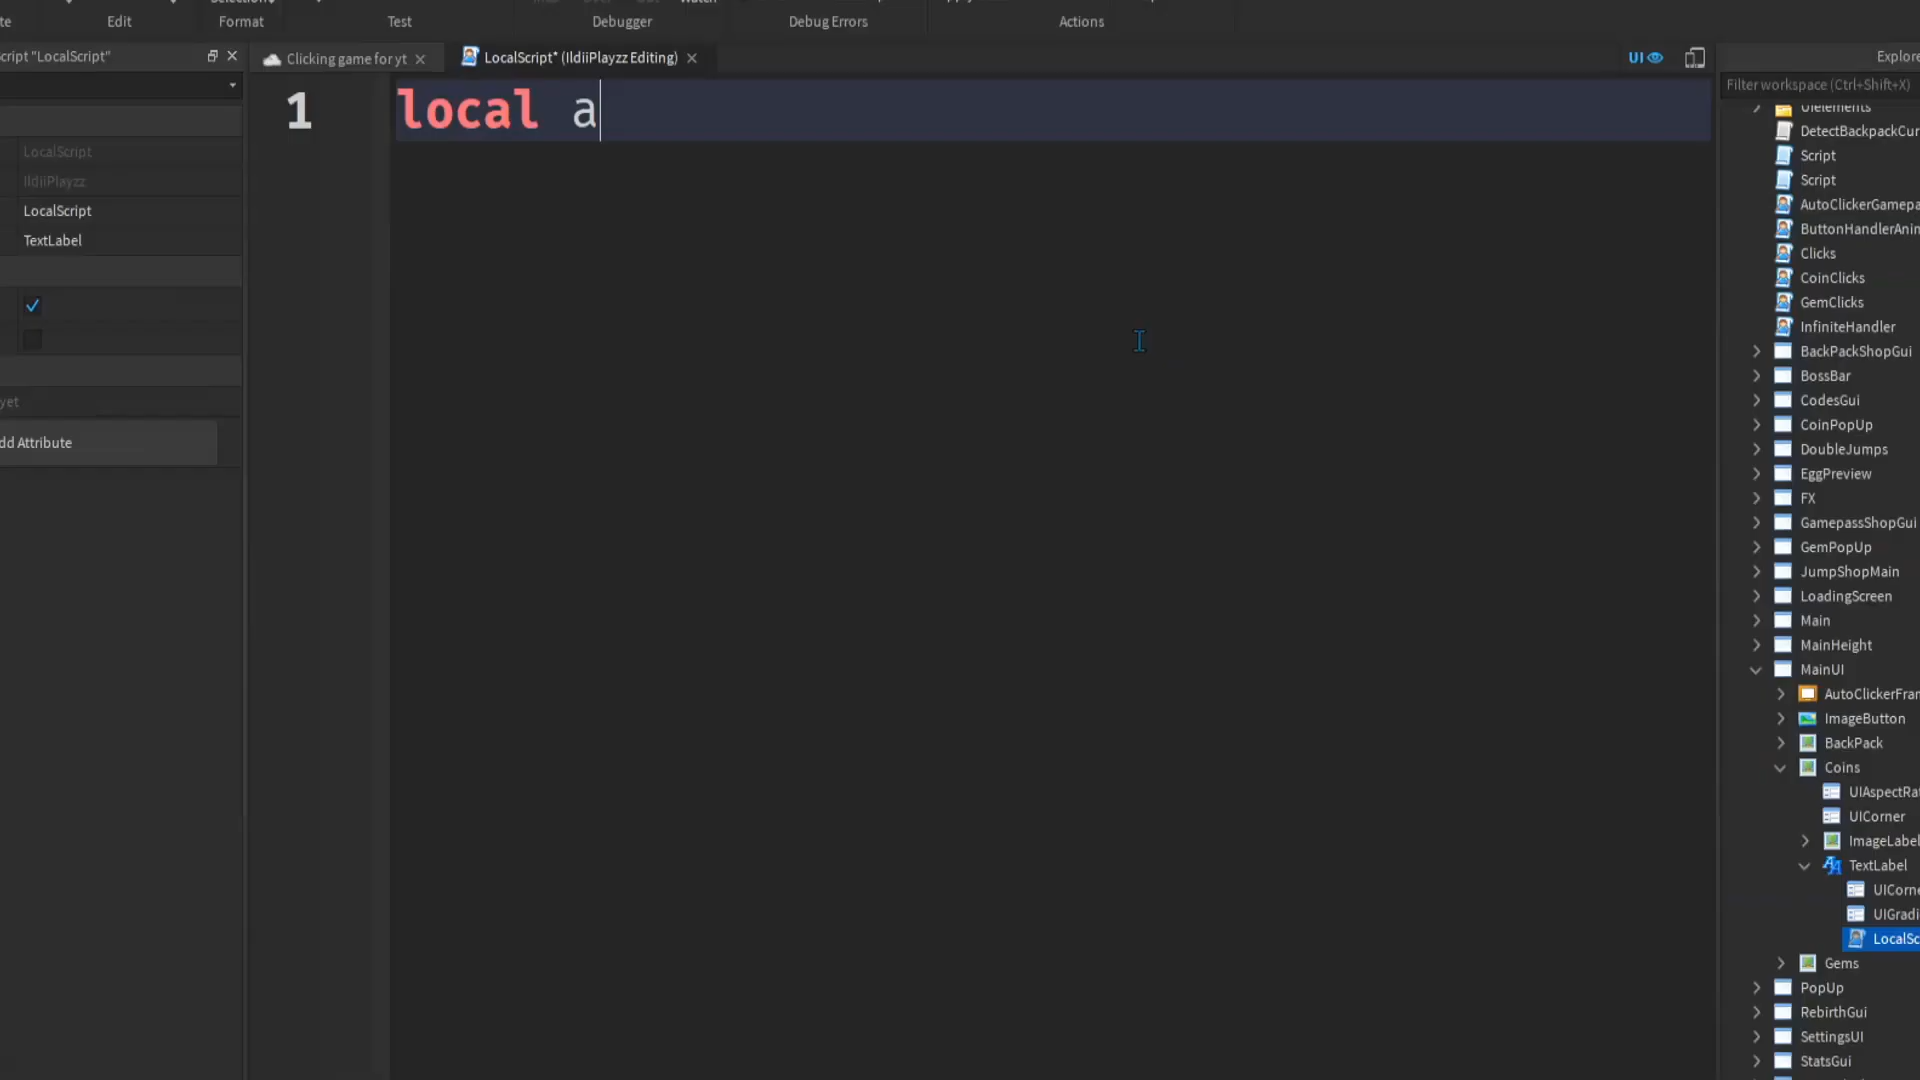 Edit
Format
Test
Debugger
Debug Errors
Actions
cript "LocalScript"
Clicking game for yt
LocalScript* (IldiiPlayzz Editing)
UI
Explore
Filter workspace (Ctrl+Shift+X)
1
local a
LocalScript
IldiiPlayzz
LocalScript
TextLabel
yet
dd Attribute
UIelements
DetectBackpackCur
Script
Script
AutoClickerGamepa
ButtonHandlerAnim
Clicks
CoinClicks
GemClicks
InfiniteHandler
BackPackShopGui
BossBar
CodesGui
CoinPopUp
DoubleJumps
EggPreview
FX
GamepassShopGui
GemPopUp
JumpShopMain
LoadingScreen
Main
MainHeight
MainUI
AutoClickerFran
ImageButton
BackPack
Coins
UIAspectRat
UICorner
ImageLabel
TextLabel
UICorne
UIGradi
LocalSc
Gems
PopUp
RebirthGui
SettingsUI
StatsGui